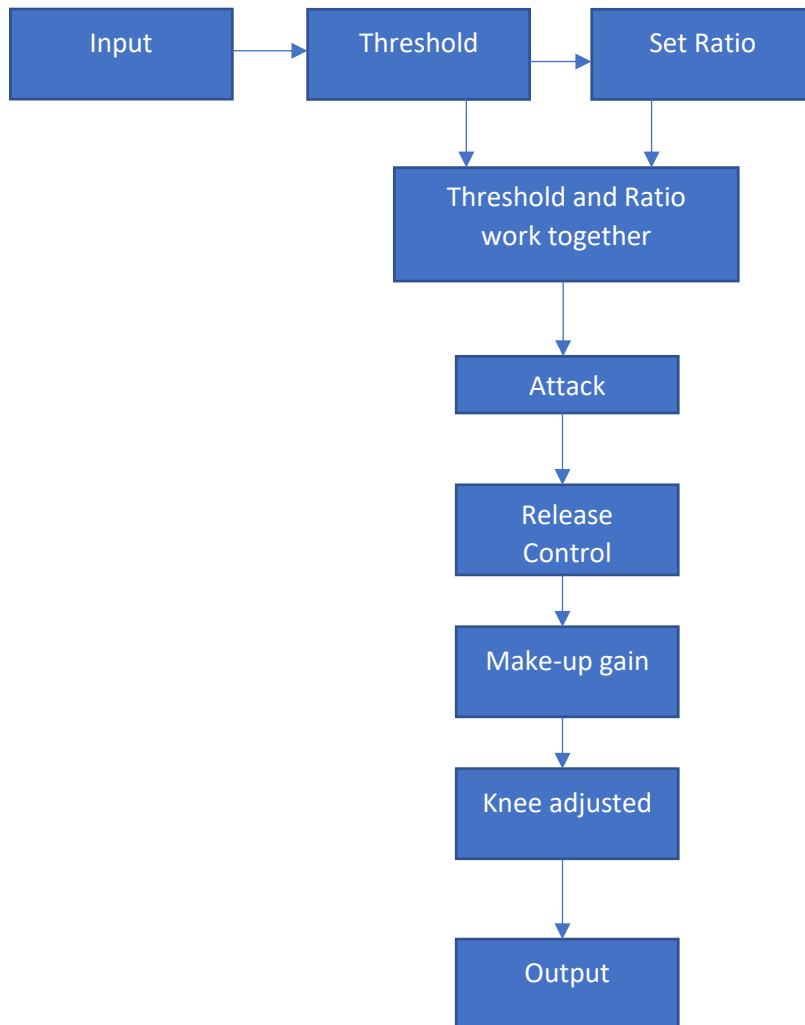 Input
Threshold
Set Ratio
Threshold and Ratio
work together
Attack
Release
Control
Make-up gain
Knee adjusted
Output